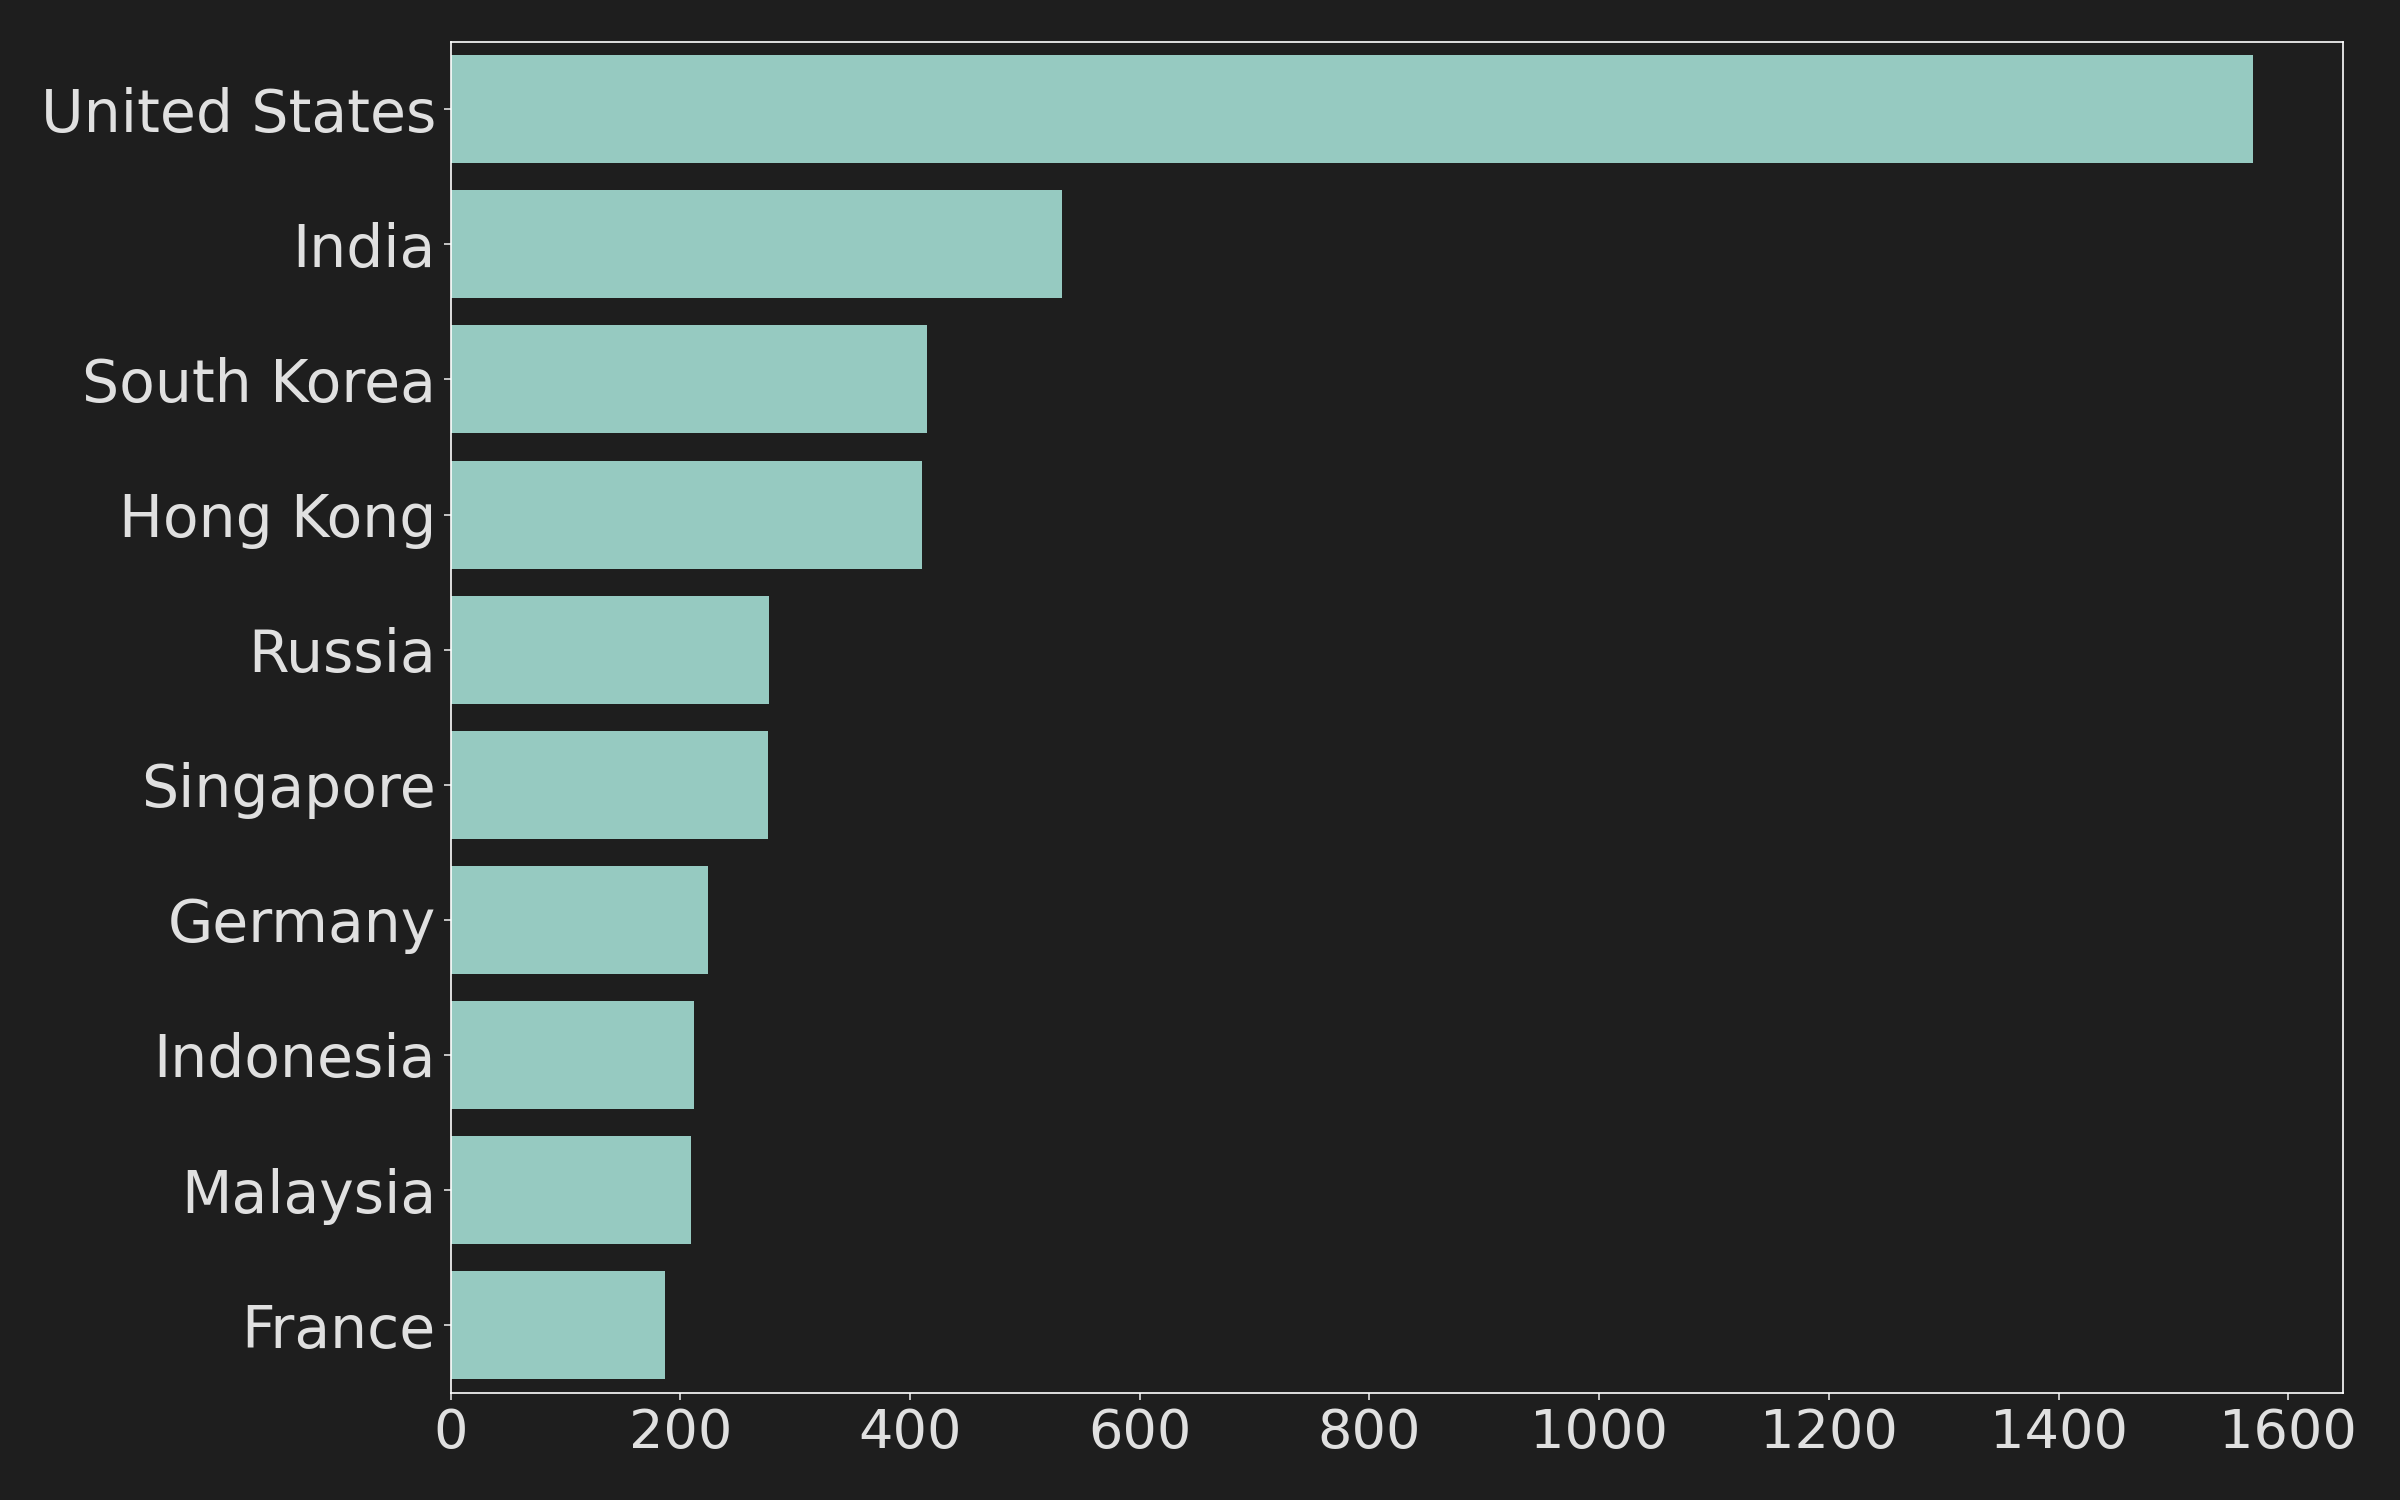 United States
India
South Korea
Hong Kong
Russia
Singapore
Germany
Indonesia
Malaysia
France
0 200 400 600 800 1000 1200 1400 1600